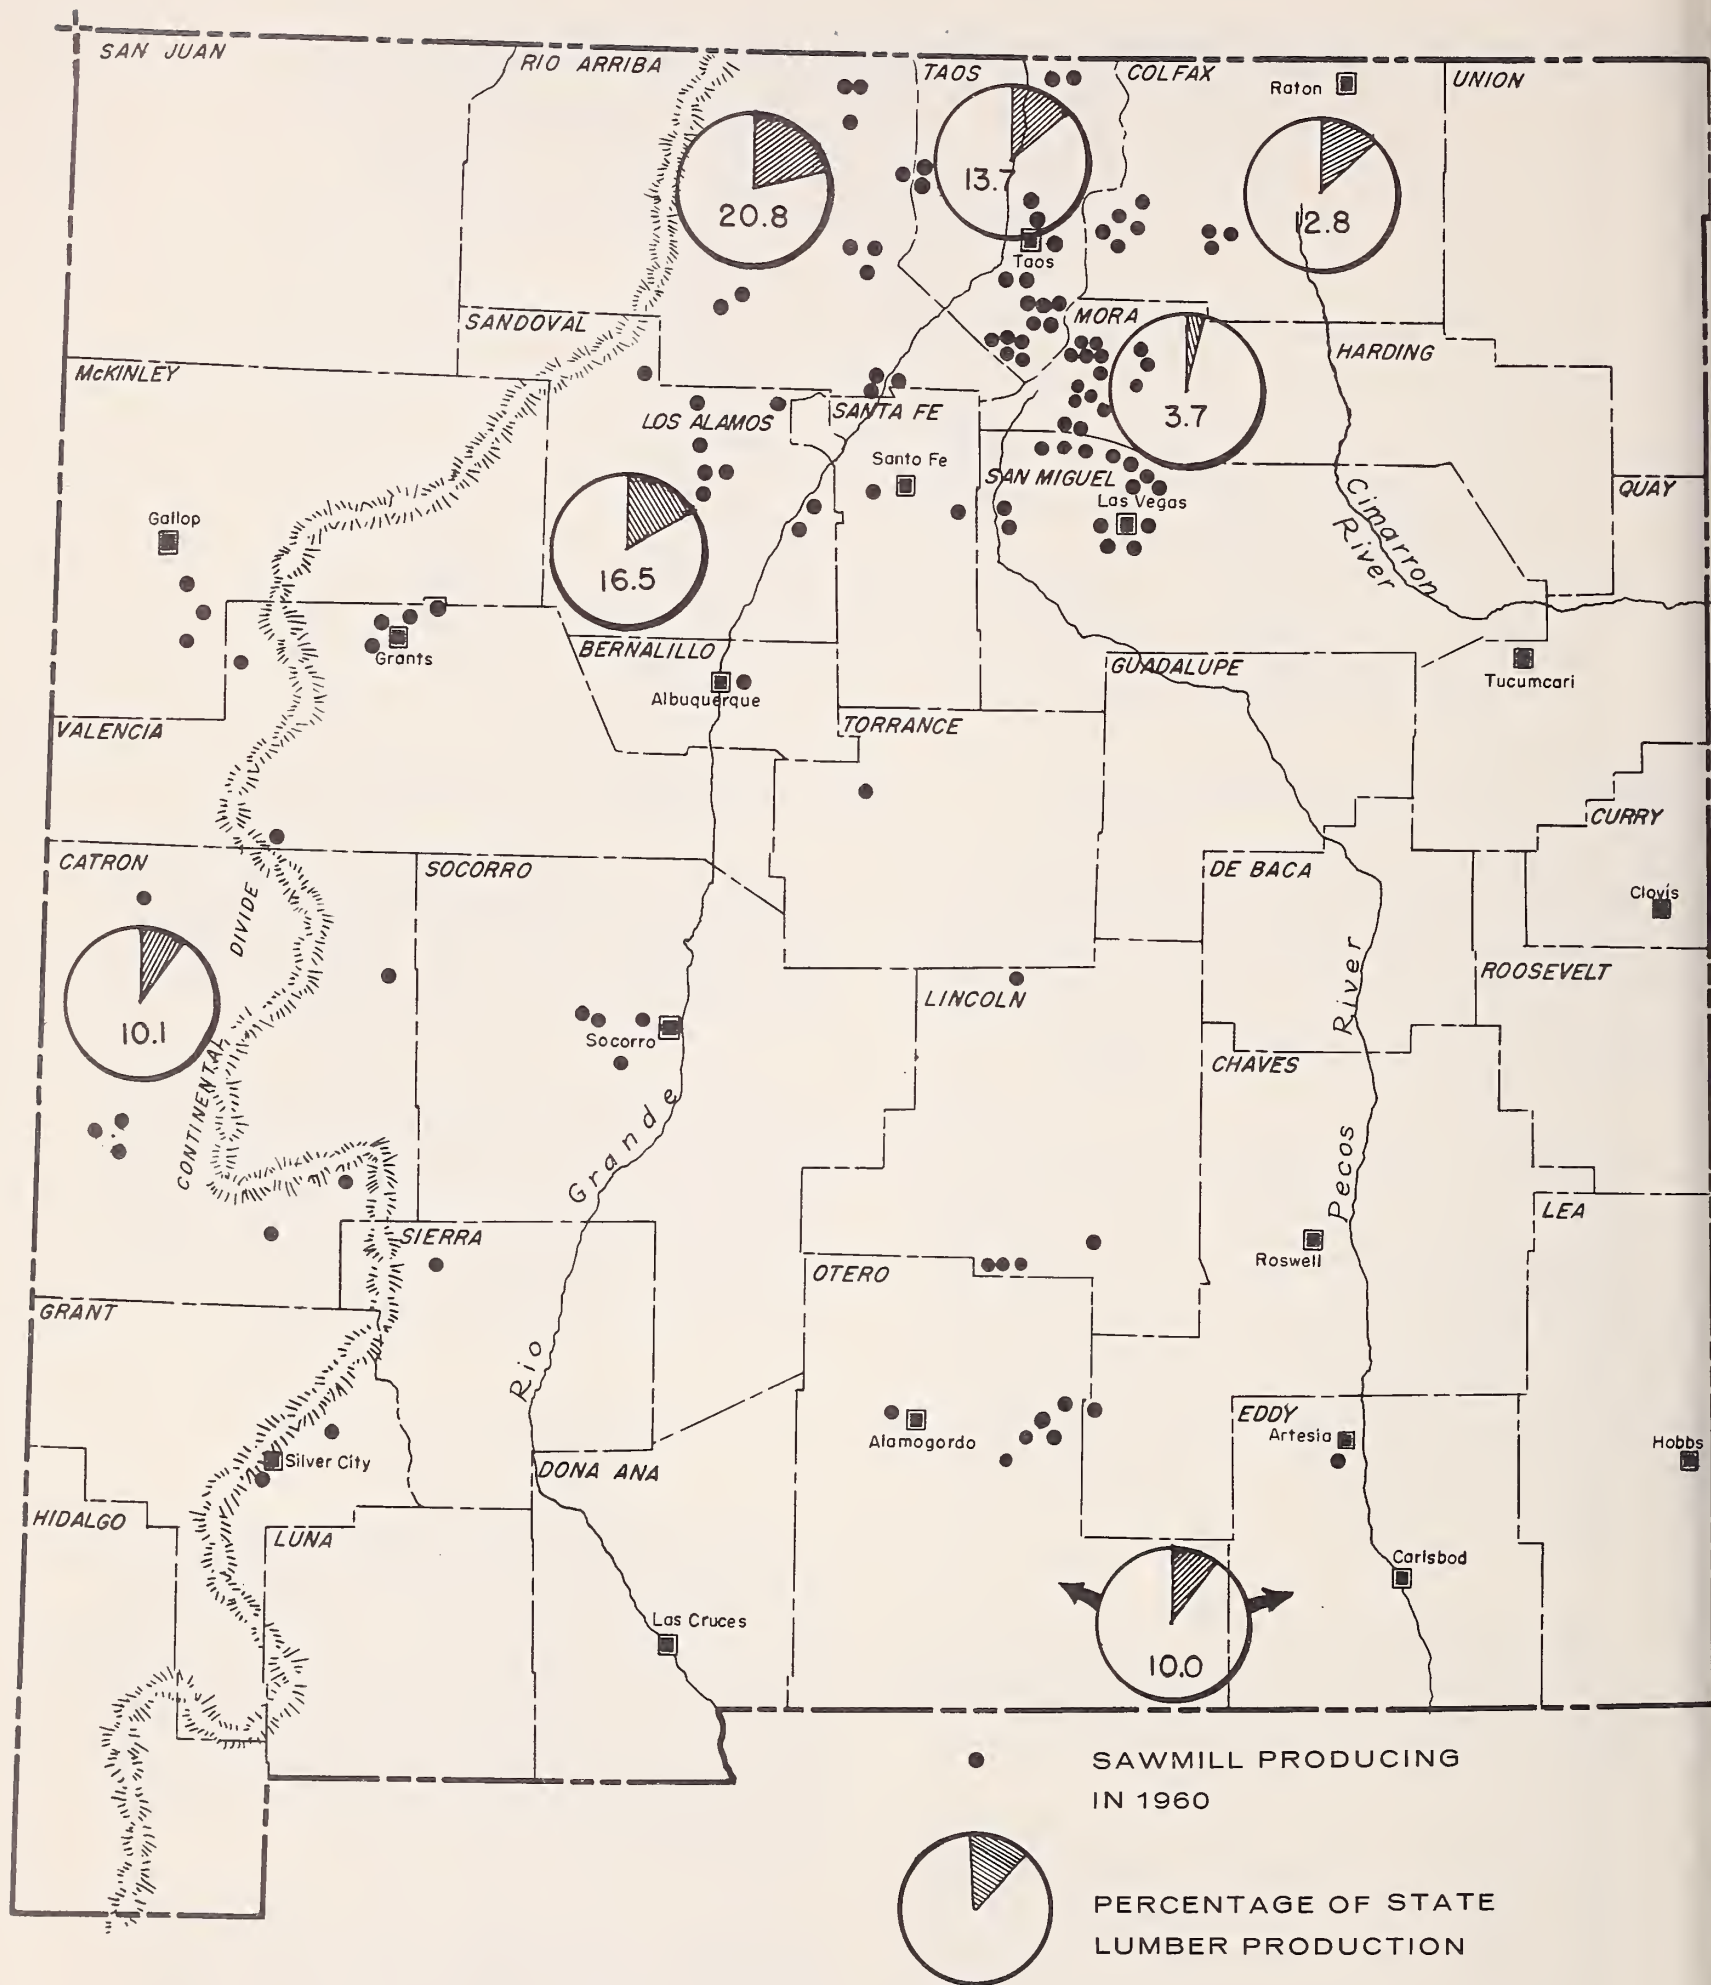 SAN JUAN
RIO ARRIBA
TAOS
COLFAX
UNION
Raton
20.8
13.7
12.8
Taos
SANDOVAL
MORA
HARDING
McKINLEY
LOS ALAMOS
SANTA FE
3.7
Santo Fe
SAN MIGUEL
Las Vegas
QUAY
Cimarron
River
Gallop
16.5
Grants
BERNALILLO
Albuquerque
GUADALUPE
Tucumcari
VALENCIA
TORRANCE
CURRY
CATRON
SOCORRO
DE BACA
Clovis
CONTINENTAL DIVIDE
10.1
LINCOLN
ROOSEVELT
Socorro
CHAVES
Rio Grande
Pecos River
SIERRA
LEA
Roswell
OTERO
GRANT
EDDY
Artesia
Alamogordo
Hobbs
Silver City
DONA ANA
HIDALGO
LUNA
Carlsbad
Las Cruces
10.0
SAWMILL PRODUCING
IN 1960
PERCENTAGE OF STATE
LUMBER PRODUCTION